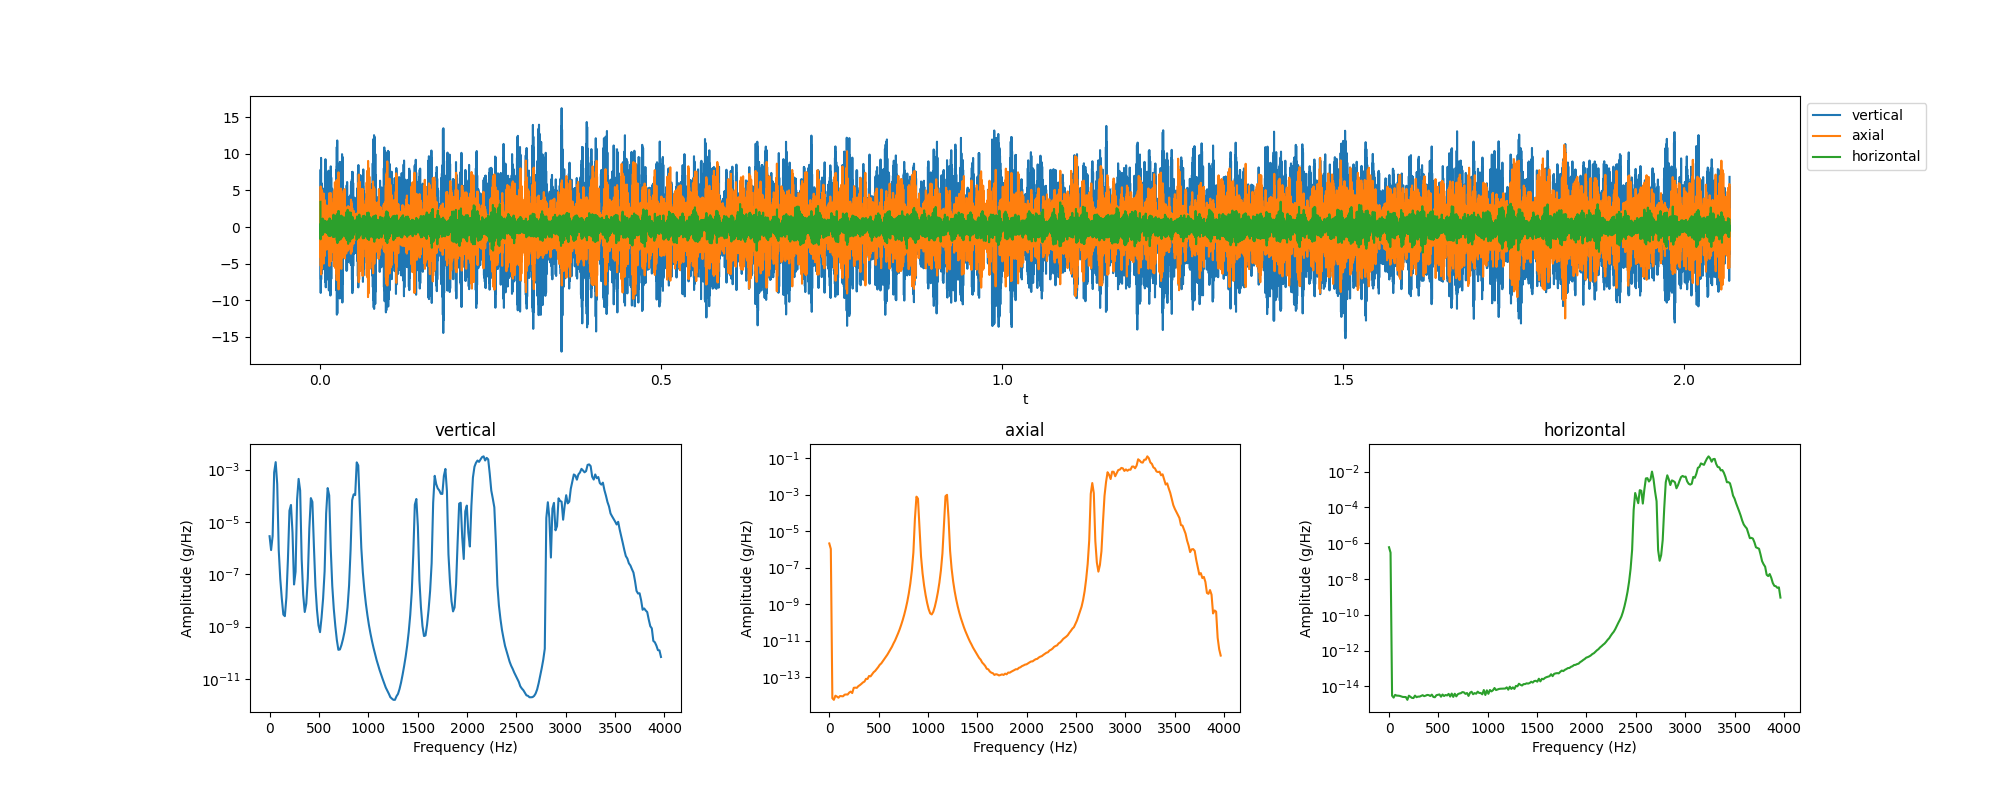 15
10
5
0
−5
−10
−15
0.0 0.5 1.0 1.5 2.0
t
vertical
axial
horizontal
vertical
Amplitude (g/Hz)
10⁻³
10⁻⁵
10⁻⁷
10⁻⁹
10⁻¹¹
0 500 1000 1500 2000 2500 3000 3500 4000
Frequency (Hz)
axial
Amplitude (g/Hz)
10⁻¹
10⁻³
10⁻⁵
10⁻⁷
10⁻⁹
10⁻¹¹
10⁻¹³
0 500 1000 1500 2000 2500 3000 3500 4000
Frequency (Hz)
horizontal
Amplitude (g/Hz)
10⁻²
10⁻⁴
10⁻⁶
10⁻⁸
10⁻¹⁰
10⁻¹²
10⁻¹⁴
0 500 1000 1500 2000 2500 3000 3500 4000
Frequency (Hz)